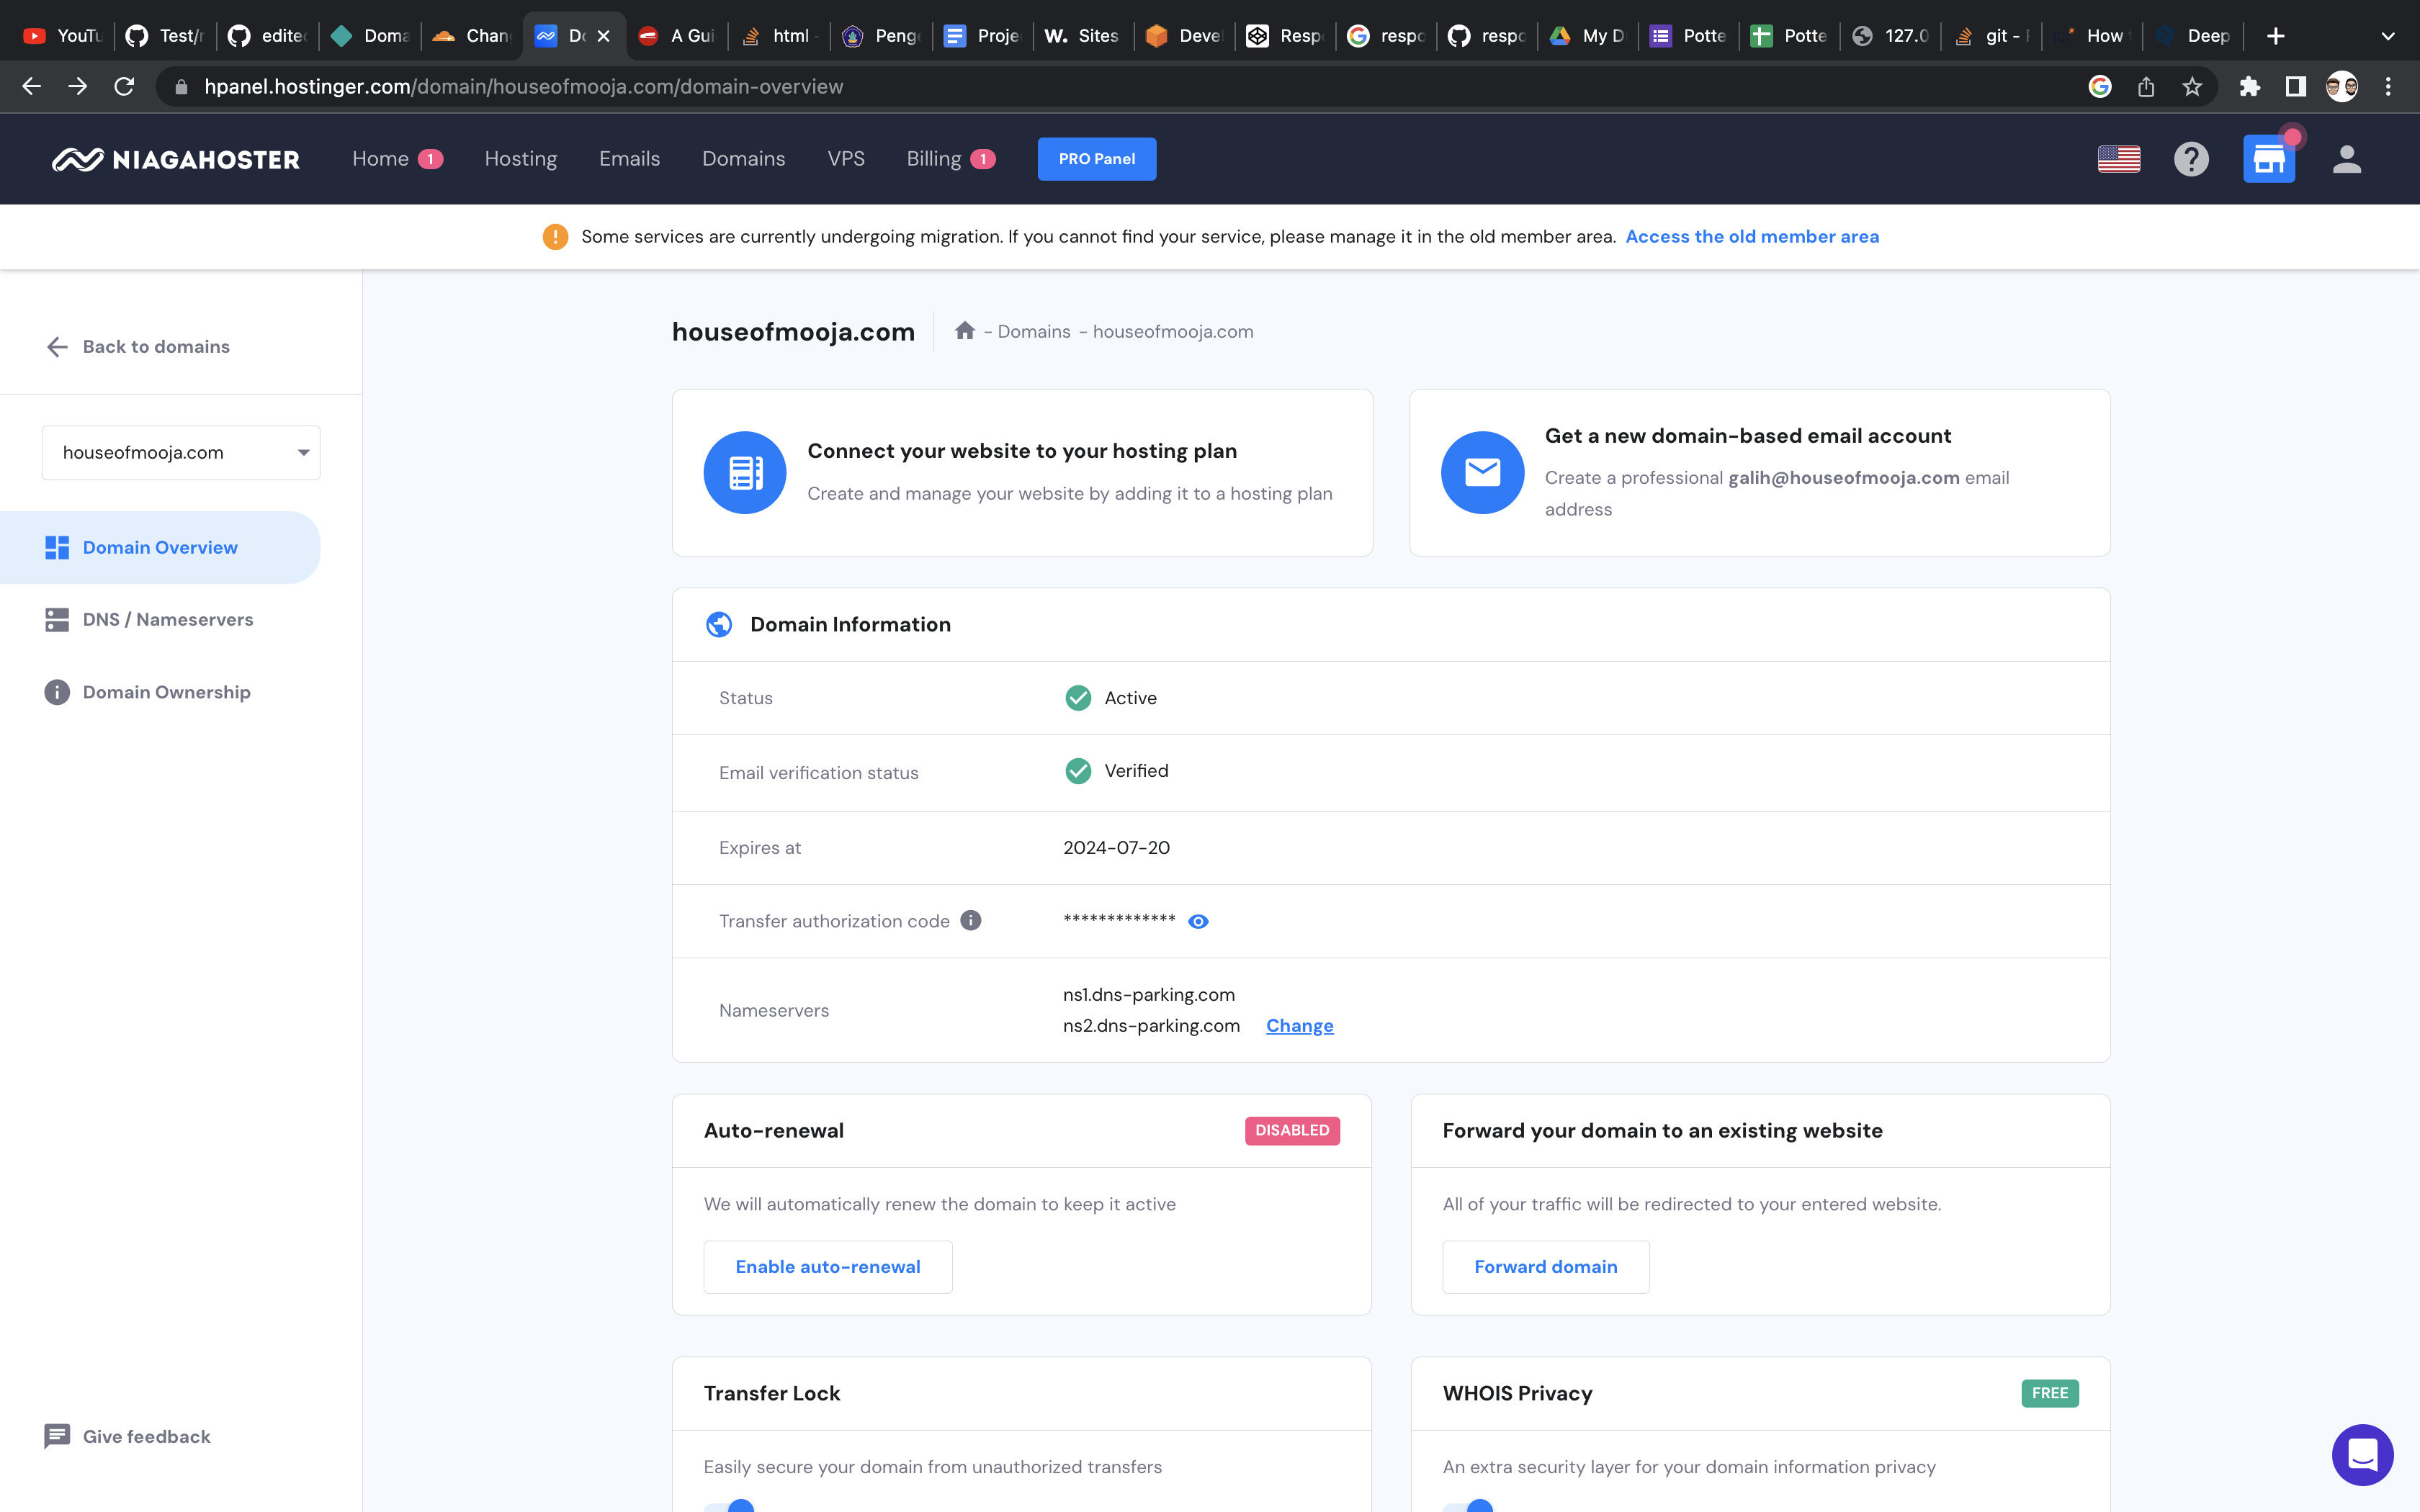 YouTu
Test/r
edited
Doma
Chang
Do
A Gui
html -
Penge
Proje
W. Sites
Devel
Respo
respo
respo
My D
Potte
Potte
127.0
git - F
How t
Deep
hpanel.hostinger.com/domain/houseofmooja.com/domain-overview
NIAGAHOSTER
Home 1
Hosting
Emails
Domains
VPS
Billing 1
PRO Panel
Some services are currently undergoing migration. If you cannot find your service, please manage it in the old member area. Access the old member area
Back to domains
houseofmooja.com
Domain Overview
DNS / Nameservers
Domain Ownership
Give feedback
houseofmooja.com
- Domains - houseofmooja.com
Connect your website to your hosting plan
Create and manage your website by adding it to a hosting plan
Get a new domain-based email account
Create a professional galih@houseofmooja.com email
address
Domain Information
Status Active
Email verification status Verified
Expires at 2024-07-20
Transfer authorization code *************
Nameservers
ns1.dns-parking.com
ns2.dns-parking.com Change
Auto-renewal DISABLED
We will automatically renew the domain to keep it active
Enable auto-renewal
Forward your domain to an existing website
All of your traffic will be redirected to your entered website.
Forward domain
Transfer Lock
Easily secure your domain from unauthorized transfers
WHOIS Privacy FREE
An extra security layer for your domain information privacy